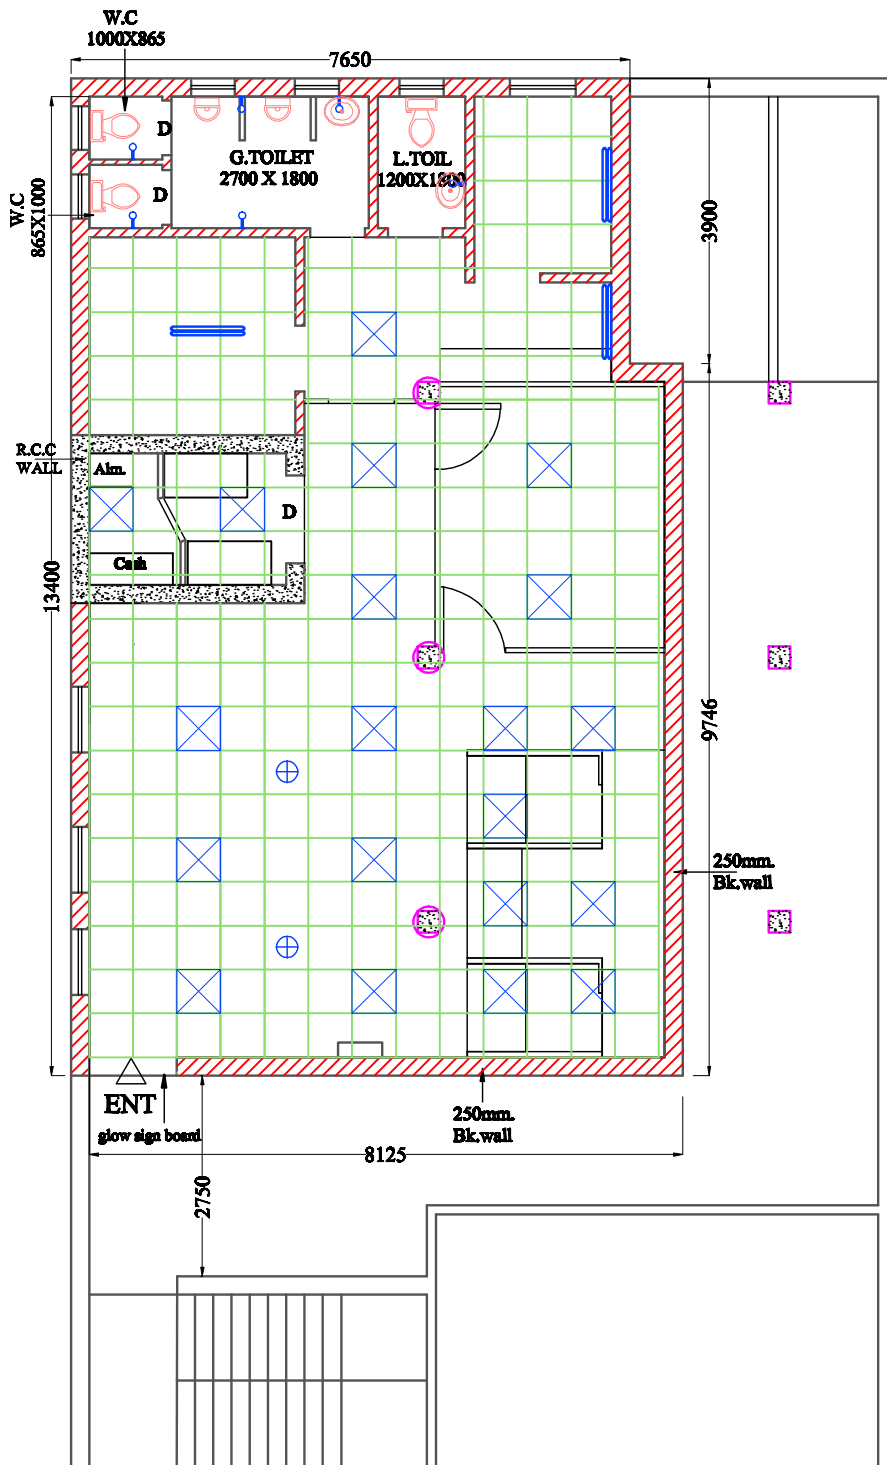 W.C
1000X865
7650
D
G.TOILET
2700 X 1800
L.TOIL
1200X1800
W.C
865X1000
D
3900
R.C.C
WALL
Alm.
D
Cash
13400
9746
250mm.
Bk.wall
ENT
glow sign board
250mm.
Bk.wall
8125
2750